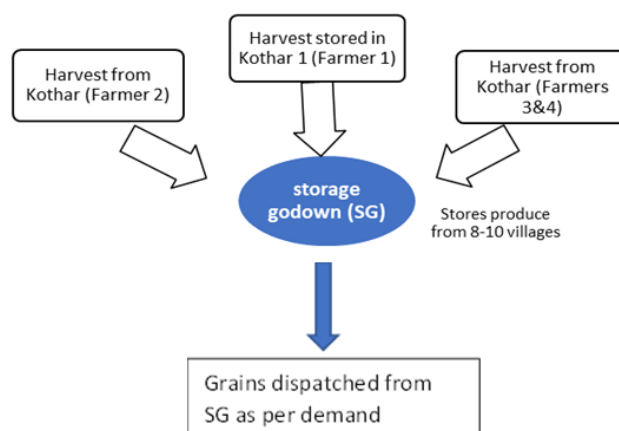 Harvest stored in
Kothar 1 (Farmer 1)
Harvest from
Kothar (Farmer 2)
Harvest from
Kothar (Farmers
3&4)
storage
godown (SG)
Stores produce
from 8-10 villages
Grains dispatched from
SG as per demand